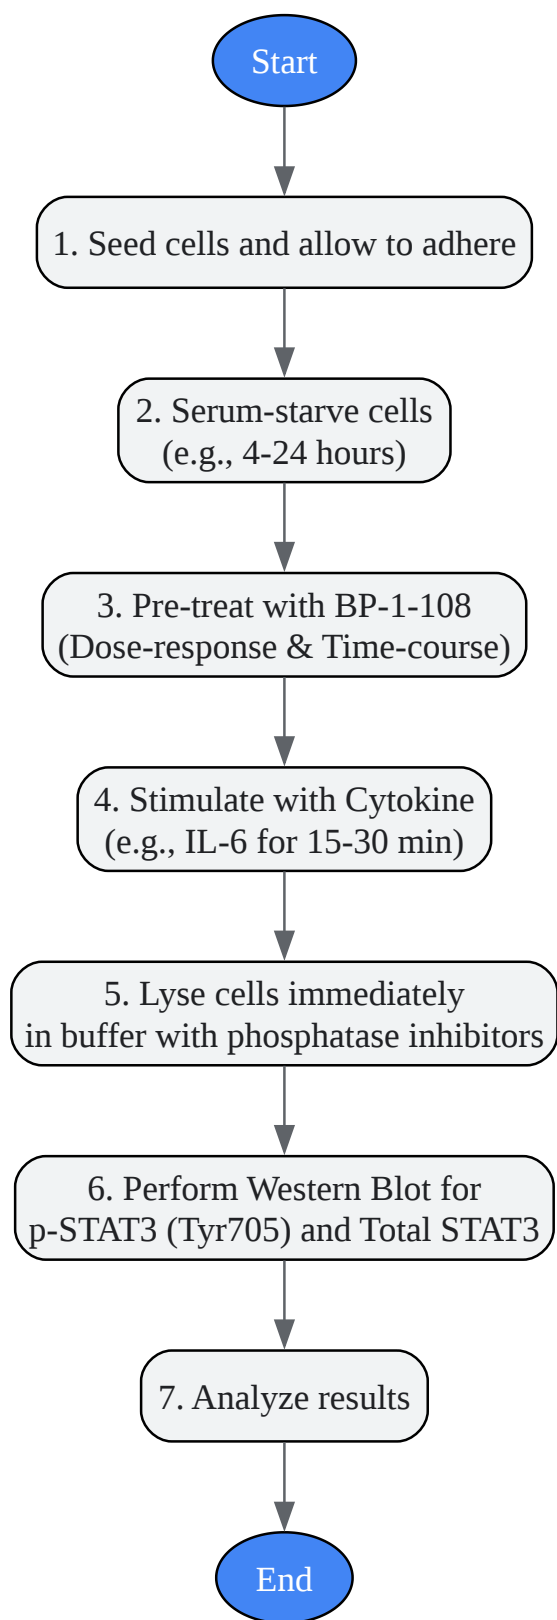 Start
1. Seed cells and allow to adhere
2. Serum-starve cells
(e.g., 4-24 hours)
3. Pre-treat with BP-1-108
(Dose-response & Time-course)
4. Stimulate with Cytokine
(e.g., IL-6 for 15-30 min)
5. Lyse cells immediately
in buffer with phosphatase inhibitors
6. Perform Western Blot for
p-STAT3 (Tyr705) and Total STAT3
7. Analyze results
End